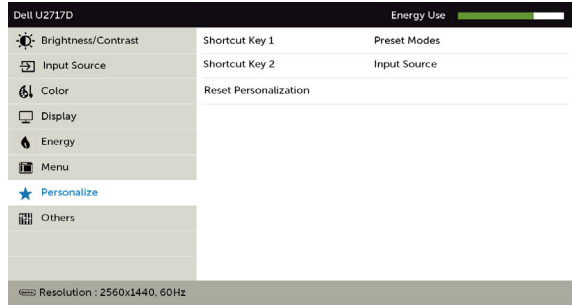 Dell U2717D Energy Use
Brightness/Contrast
Input Source
Color
Display
Energy
Menu
Personalize
Others
Shortcut Key 1 Preset Modes
Shortcut Key 2 Input Source
Reset Personalization
Resolution : 2560x1440, 60Hz